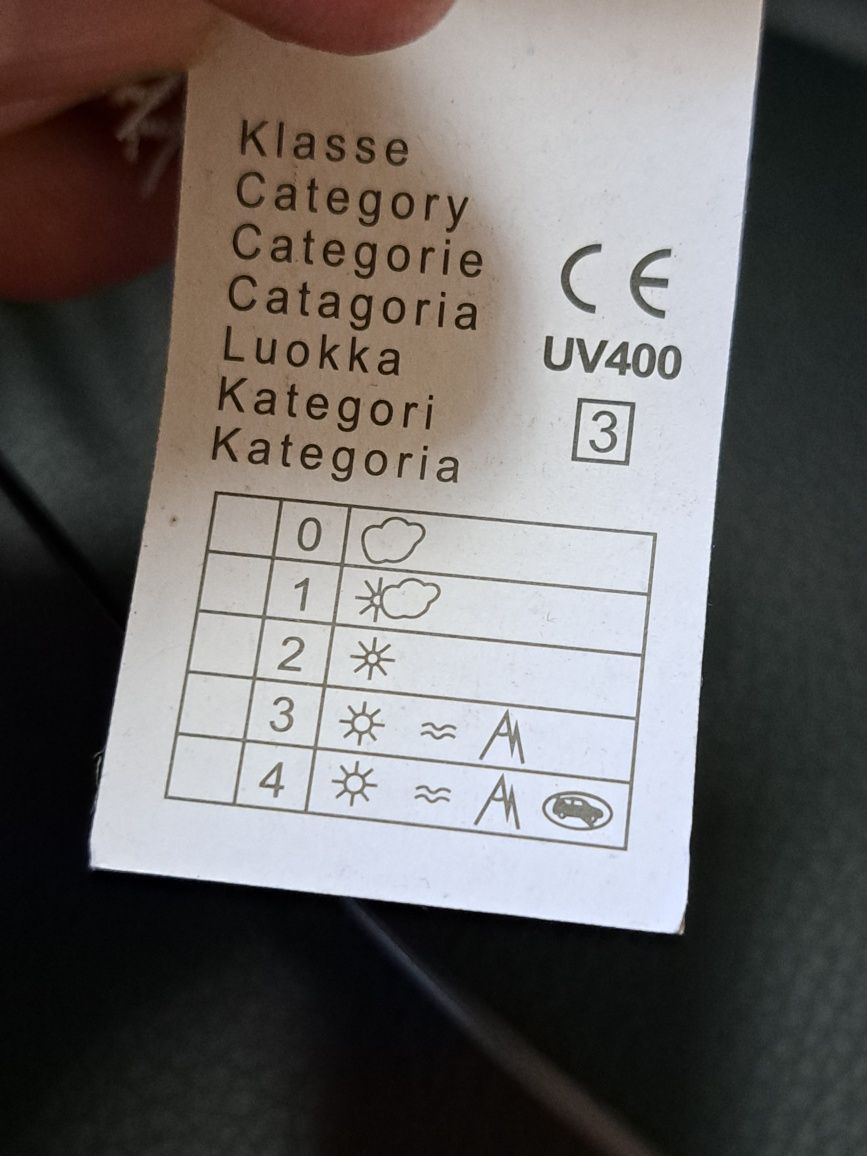 Klasse
Category
Categorie
Catagoria
Luokka
Kategori
Kategoria
CE
UV400
3
0
1
2
3
4